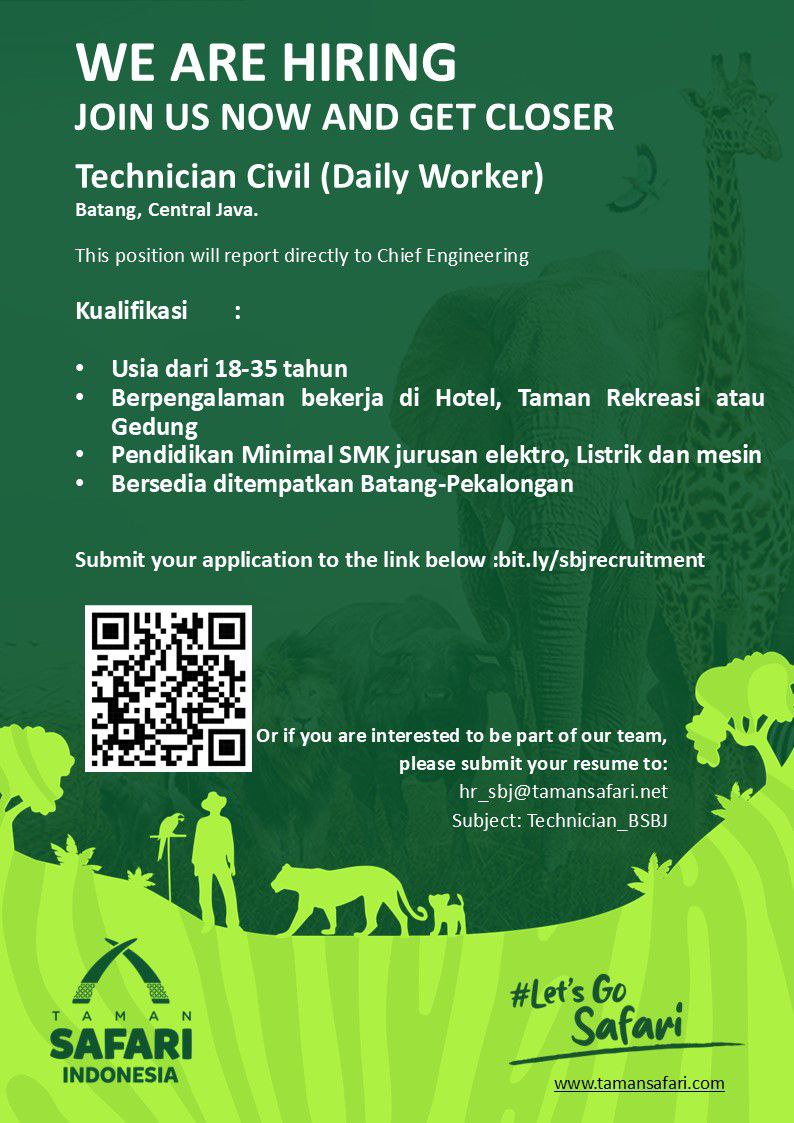 WE ARE HIRING
JOIN US NOW AND GET CLOSER
Technician Civil (Daily Worker)
Batang, Central Java.
This position will report directly to Chief Engineering
Kualifikasi :
• Usia dari 18-35 tahun
• Berpengalaman bekerja di Hotel, Taman Rekreasi atau
Gedung
• Pendidikan Minimal SMK jurusan elektro, Listrik dan mesin
• Bersedia ditempatkan Batang-Pekalongan
Submit your application to the link below :bit.ly/sbjrecruitment
Or if you are interested to be part of our team,
please submit your resume to:
hr_sbj@tamansafari.net
Subject: Technician_BSBJ
TAMAN
SAFARI
INDONESIA
#Let's Go
Safari
www.tamansafari.com